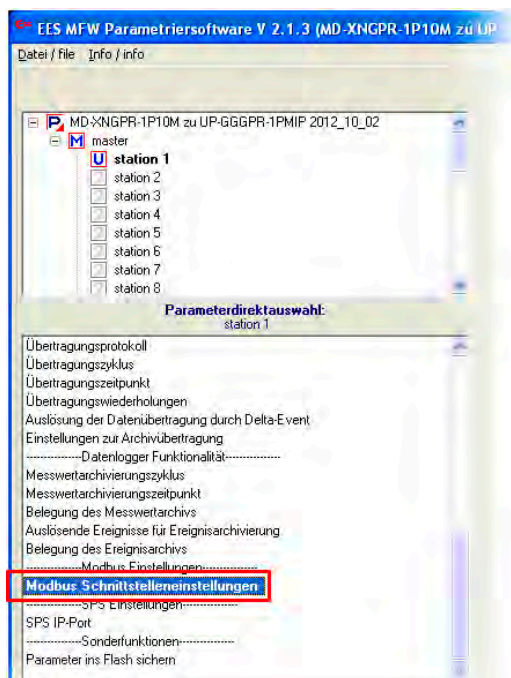 EES MFW Parametriersoftware V 2.1.3 (MD-XNGPR-1P10M zu UP
Datei / file Info / info
MD-XNGPR-1P10M zu UP-GGGPR-1PMIP 2012_10_02
M master
U station 1
station 2
station 3
station 4
station 5
station 6
station 7
station 8
Parameterdirektauswahl:
station 1
Übertragungsprotokoll
Übertragungszyklus
Übertragungszeitpunkt
Übertragungswiederholungen
Auslösung der Datenübertragung durch Delta-Event
Einstellungen zur Archivübertragung
---------------Datenlogger Funktionalität---------------
Messwertarchivierungszyklus
Messwertarchivierungszeitpunkt
Belegung des Messwertarchivs
Auslösende Ereignisse für Ereignisarchivierung
Belegung des Ereignisarchivs
---------------Modbus Einstellungen---------------
Modbus Schnittstelleneinstellungen
---------------SPS Einstellungen---------------
SPS IP-Port
---------------Sonderfunktionen---------------
Parameter ins Flash sichern